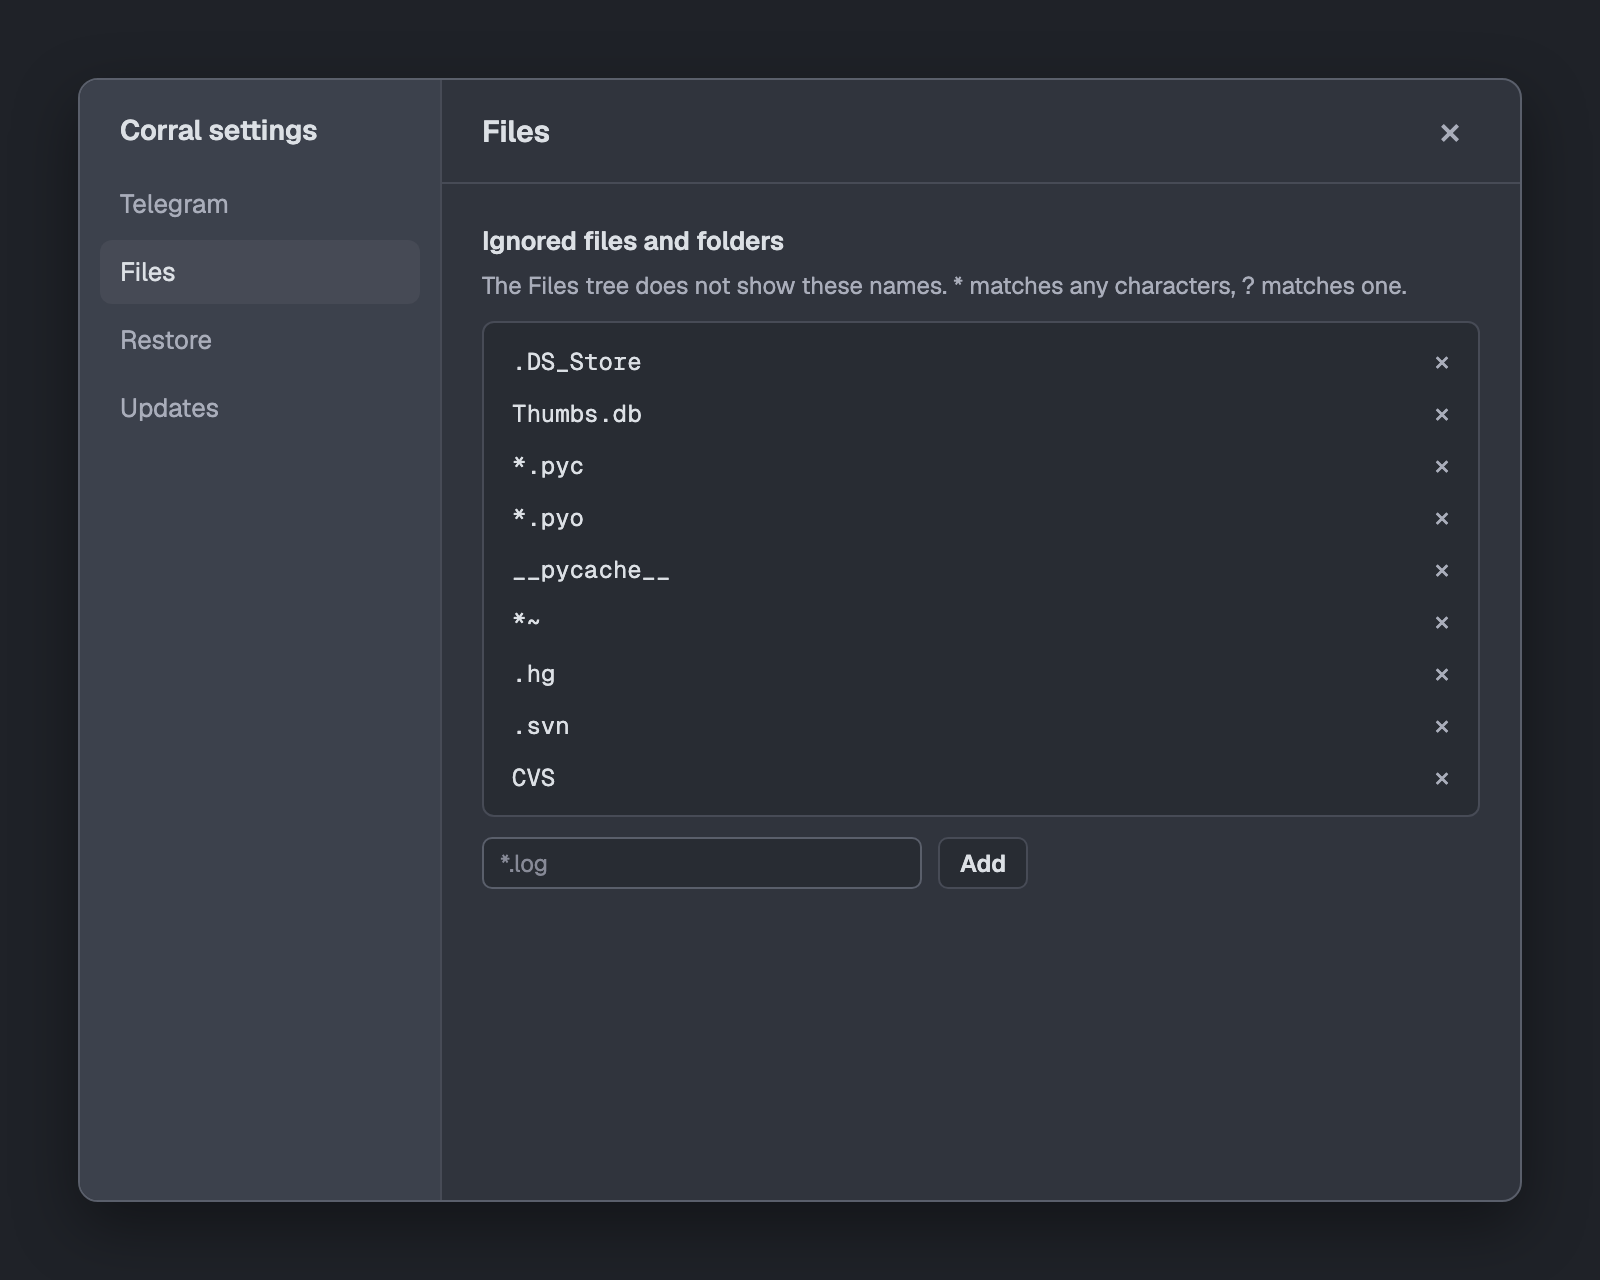 Corral settings
Telegram
Files
Restore
Updates
Files
×
Ignored files and folders
The Files tree does not show these names. * matches any characters, ? matches one.
.DS_Store ×
Thumbs.db ×
*.pyc ×
*.pyo ×
__pycache__ ×
*~ ×
.hg ×
.svn ×
CVS ×
*.log
Add